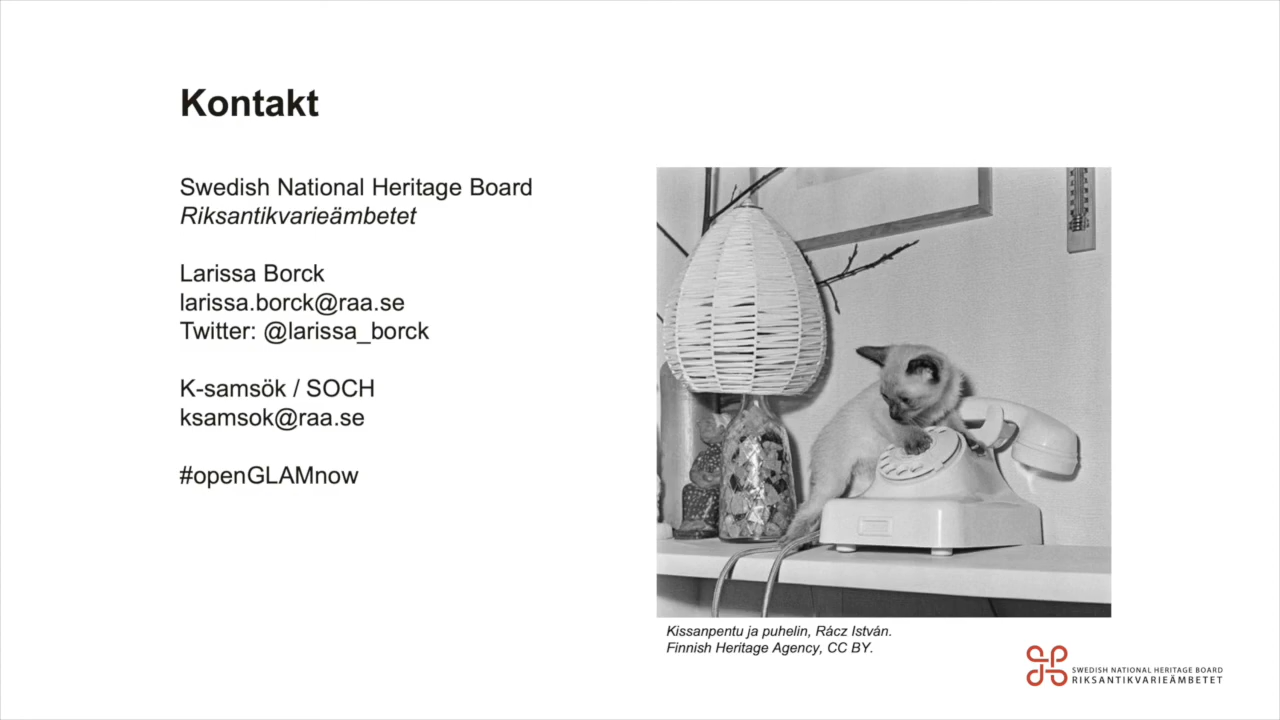 Kontakt
Swedish National Heritage Board
Riksantikvarieämbetet
Larissa Borck
larissa.borck@raa.se
Twitter: @larissa_borck
K-samsök / SOCH
ksamsok@raa.se
#openGLAMnow
Kissanpentu ja puhelin, Rácz István.
Finnish Heritage Agency, CC BY.
SWEDISH NATIONAL HERITAGE BOARD
RIKSANTIKVARIEÄMBETET